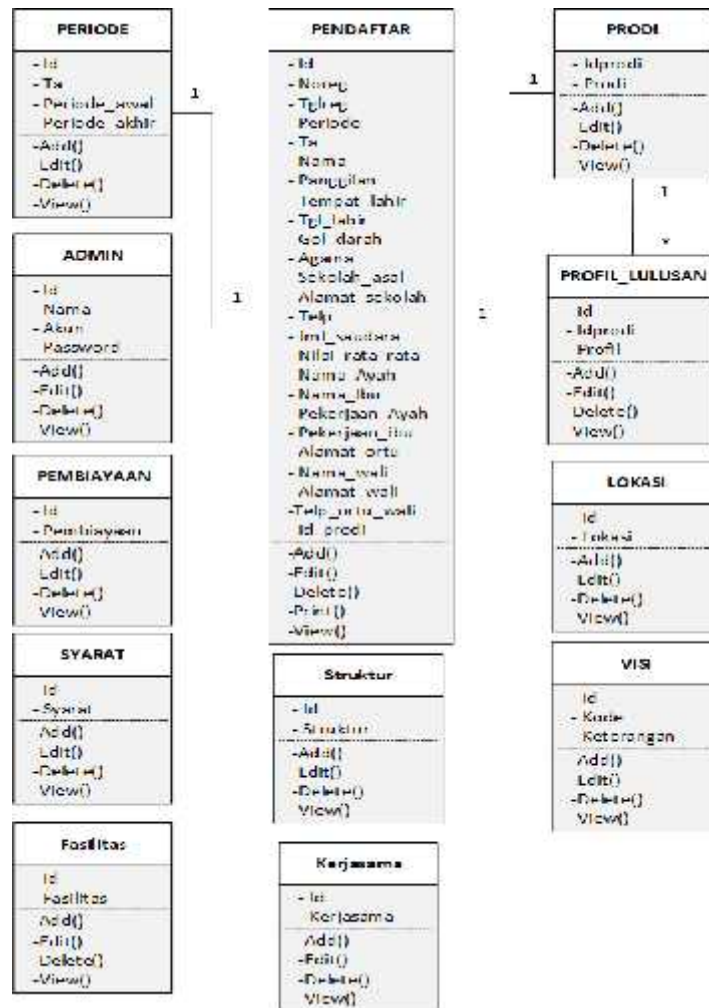 PERIODE
- Id
- Ta
- Periode_awal
Periode_akhir
-Add()
Edit()
-Delete()
-View()
1
ADMIN
- Id
Nama
- Akun
Password
-Add()
-Edit()
-Delete()
View()
PEMBIAYAAN
- Id
- Pembiayaan
Add()
Edit()
-Delete()
View()
SYARAT
Id
- Syarat
Add()
Edit()
-Delete()
View()
Fasilitas
Id
Fasilitas
Add()
-Edit()
Delete()
-View()
1
PENDAFTAR
- Id
- Noreg
- Tglreg
Periode
- Ta
Nama
- Panggilan
Tempat_lahir
- Tgl_lahir
Gol_darah
- Agama
Sekolah_asal
Alamat_sekolah
- Telp
- Jml_saudara
Nilai_rata_rata
Nama_Ayah
- Nama_Ibu
Pekerjaan_Ayah
- Pekerjaan_ibu
Alamat_ortu
- Nama_wali
Alamat_wali
-Telp_ortu_wali
Id_prodi
-Add()
-Edit()
Delete()
-Print()
-View()
Struktur
- Id
- Struktur
-Add()
Edit()
-Delete()
View()
Kerjasama
- Id
Kerjasama
Add()
-Edit()
-Delete()
View()
1
1
PRODI
- Idprodi
- Prodi
-Add()
Edit()
-Delete()
View()
1
*
PROFIL_LULUSAN
Id
- Idprodi
Profil
-Add()
-Edit()
Delete()
View()
LOKASI
Id
- Lokasi
-Add()
Edit()
-Delete()
View()
VISI
Id
- Kode
Keterangan
Add()
Edit()
-Delete()
View()